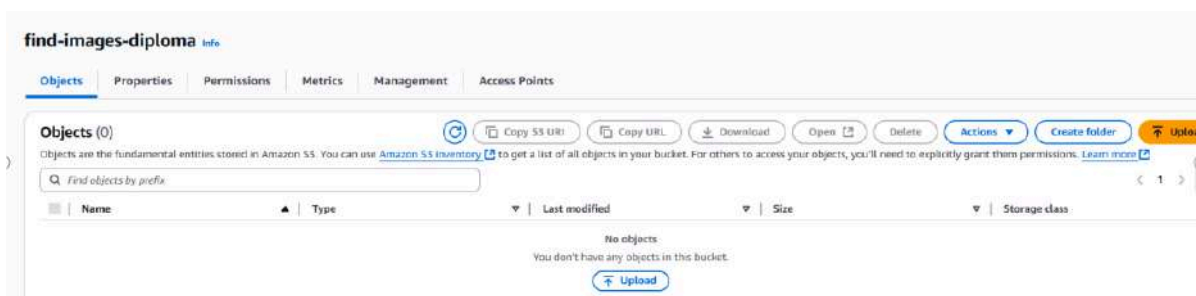 find-images-diploma Info
Objects Properties Permissions Metrics Management Access Points
Objects (0) Copy S3 URI Copy URL Download Open Delete Actions Create folder
Objects are the fundamental entities stored in Amazon S3. You can use Amazon S3 Inventory to get a list of all objects in your bucket. For others to access your objects, you'll need to explicitly grant them permissions. Learn more
Find objects by prefix 1
Name Type Last modified Size Storage class
No objects
You don't have any objects in this bucket.
Upload